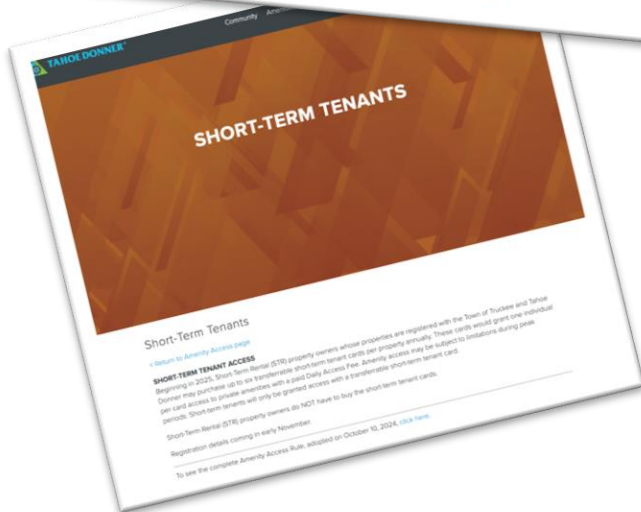 TAHOE DONNER
Community
SHORT-TERM TENANTS
Short-Term Tenants
< Return to Amenity Access page
SHORT-TERM TENANT ACCESS
Beginning in 2025, Short-Term Rental (STR) property owners whose properties are registered with the Town of Truckee and Tahoe
Donner may purchase up to six transferrable short-term tenant cards per property annually. These cards would grant one individual
per card access to private amenities with a paid Daily Access Fee. Amenity access may be subject to limitations during peak
periods. Short-term tenants will only be granted access with a transferrable short-term tenant card.
Short-Term Rental (STR) property owners do NOT have to buy the short-term tenant cards.
Registration details coming in early November.
To see the complete Amenity Access Rule, adopted on October 10, 2024, click here.